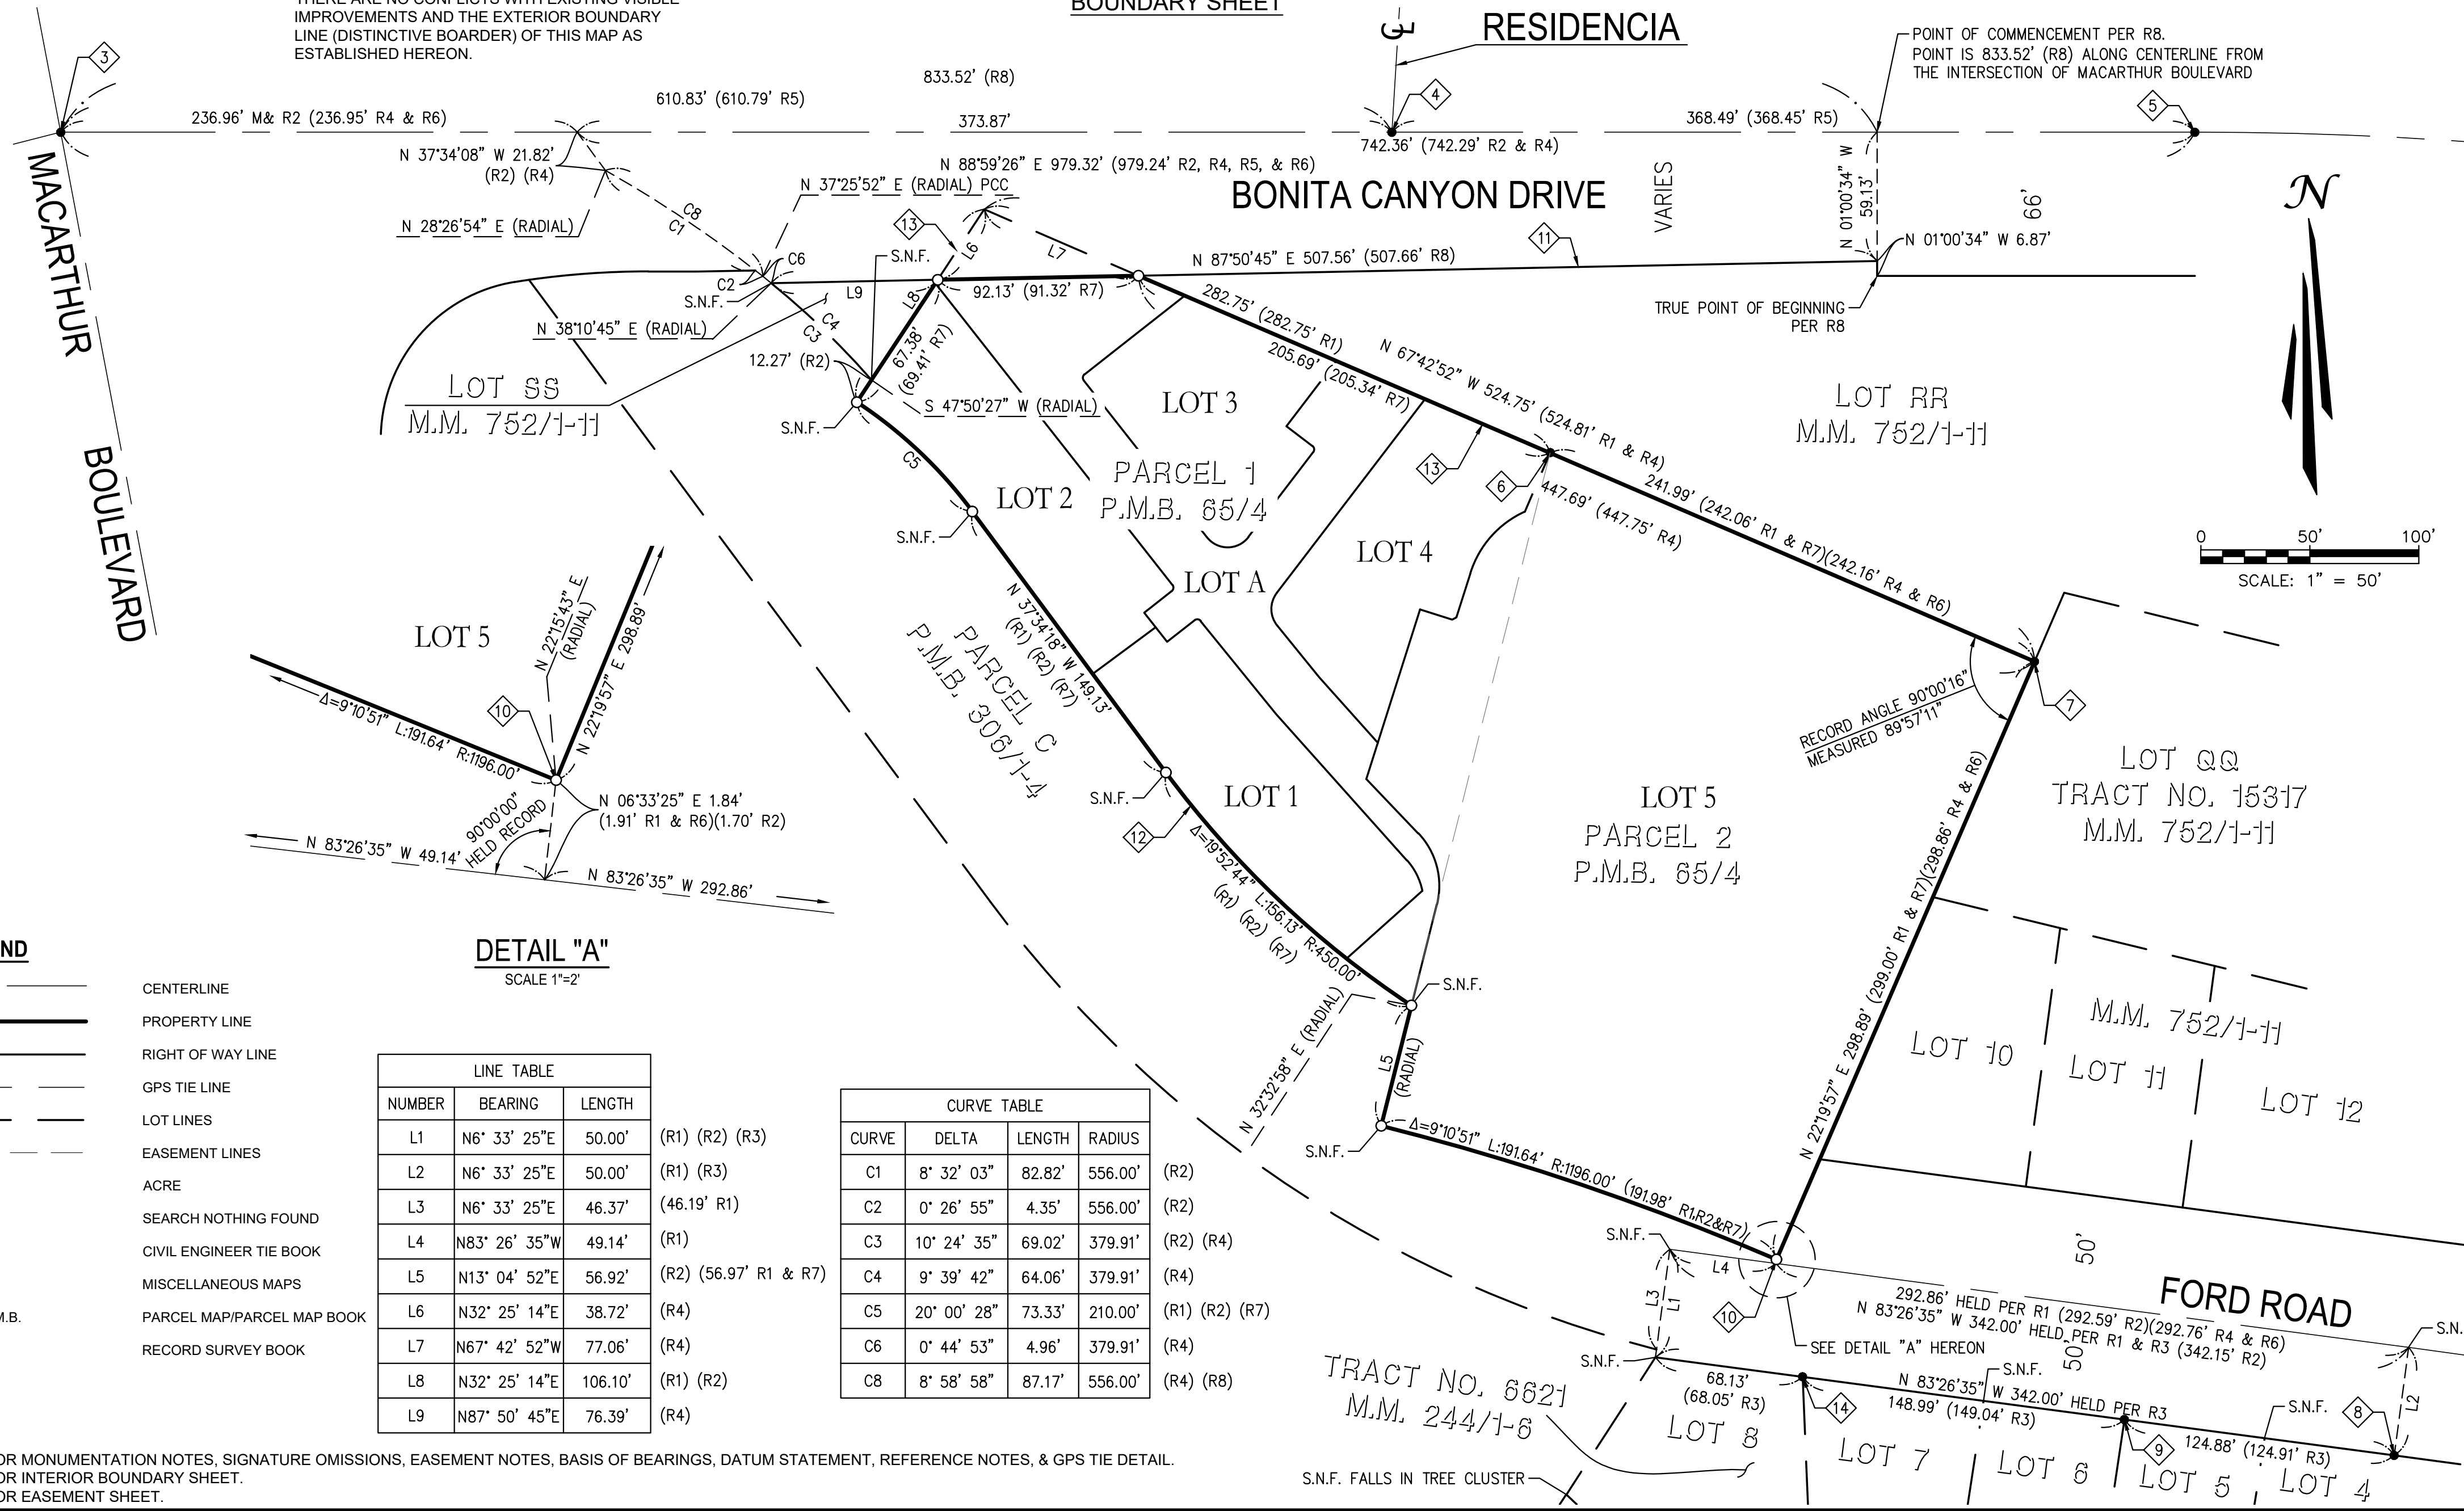 THERE ARE NO CONFLICTS WITH EXISTING VISIBLE
IMPROVEMENTS AND THE EXTERIOR BOUNDARY
LINE (DISTINCTIVE BOARDER) OF THIS MAP AS
ESTABLISHED HEREON.
BOUNDARY SHEET
RESIDENCIA
POINT OF COMMENCEMENT PER R8.
POINT IS 833.52' (R8) ALONG CENTERLINE FROM
THE INTERSECTION OF MACARTHUR BOULEVARD
3
4
5
833.52' (R8)
610.83' (610.79' R5)
236.96' M& R2 (236.95' R4 & R6)
373.87'
368.49' (368.45' R5)
742.36' (742.29' R2 & R4)
N 37°34'08" W 21.82'
(R2) (R4)
N 88°59'26" E 979.32' (979.24' R2, R4, R5, & R6)
N 37°25'52" E (RADIAL) PCC
N 28°26'54" E (RADIAL)
BONITA CANYON DRIVE
VARIES
N 01°00'34" W
59.13'
66'
N
MACARTHUR
BOULEVARD
C8
C1
13
L6
L7
S.N.F.
C6
C2
S.N.F.
L9
L8
92.13' (91.32' R7)
N 87°50'45" E 507.56' (507.66' R8)
11
N 01°00'34" W 6.87'
TRUE POINT OF BEGINNING
PER R8
N 38°10'45" E (RADIAL)
C4
C3
12.27' (R2)
67.38'
(69.41' R7)
S 47°50'27" W (RADIAL)
S.N.F.
LOT SS
M.M. 752/1-11
282.75' (282.75' R1)
205.69' (205.34' R7)
N 67°42'52" W 524.75' (524.81' R1 & R4)
LOT RR
M.M. 752/1-11
LOT 3
C5
LOT 2
S.N.F.
PARCEL 1
P.M.B. 65/4
13
6
447.69' (447.75' R4)
241.99' (242.06' R1 & R7)(242.16' R4 & R6)
LOT 4
LOT A
0 50' 100'
SCALE: 1" = 50'
N 37°34'18" W 149.13'
(R1) (R2) (R7)
PARCEL C
P.M.B. 306/1-4
LOT 5
N 22°15'43" E
(RADIAL)
N 22°19'57" E 298.89'
10
Δ=9°10'51" L:191.64' R:1196.00'
90°00'00"
HELD RECORD
N 06°33'25" E 1.84'
(1.91' R1 & R6)(1.70' R2)
N 83°26'35" W 49.14'
N 83°26'35" W 292.86'
DETAIL "A"
SCALE 1"=2'
RECORD ANGLE 90°00'16"
MEASURED 89°57'11"
7
LOT QQ
TRACT NO. 15317
M.M. 752/1-11
S.N.F.
12
LOT 1
Δ=19°52'44" L:156.13' R:450.00'
(R1) (R2) (R7)
LOT 5
PARCEL 2
P.M.B. 65/4
N 22°19'57" E 298.89' (299.00' R1 & R7)(298.86' R4 & R6)
S.N.F.
N 32°32'58" E (RADIAL)
L5
(RADIAL)
S.N.F.
Δ=9°10'51" L:191.64' R:1196.00' (191.98' R1,R2&R7)
M.M. 752/1-11
LOT 10
LOT 11
LOT 12
ND
CENTERLINE
PROPERTY LINE
RIGHT OF WAY LINE
GPS TIE LINE
LOT LINES
EASEMENT LINES
ACRE
SEARCH NOTHING FOUND
CIVIL ENGINEER TIE BOOK
MISCELLANEOUS MAPS
M.B. PARCEL MAP/PARCEL MAP BOOK
RECORD SURVEY BOOK
LINE TABLE
NUMBER BEARING LENGTH
L1 N6° 33' 25"E 50.00' (R1) (R2) (R3)
L2 N6° 33' 25"E 50.00' (R1) (R3)
L3 N6° 33' 25"E 46.37' (46.19' R1)
L4 N83° 26' 35"W 49.14' (R1)
L5 N13° 04' 52"E 56.92' (R2) (56.97' R1 & R7)
L6 N32° 25' 14"E 38.72' (R4)
L7 N67° 42' 52"W 77.06' (R4)
L8 N32° 25' 14"E 106.10' (R1) (R2)
L9 N87° 50' 45"E 76.39' (R4)
CURVE TABLE
CURVE DELTA LENGTH RADIUS
C1 8° 32' 03" 82.82' 556.00' (R2)
C2 0° 26' 55" 4.35' 556.00' (R2)
C3 10° 24' 35" 69.02' 379.91' (R2) (R4)
C4 9° 39' 42" 64.06' 379.91' (R4)
C5 20° 00' 28" 73.33' 210.00' (R1) (R2) (R7)
C6 0° 44' 53" 4.96' 379.91' (R4)
C8 8° 58' 58" 87.17' 556.00' (R4) (R8)
S.N.F.
L4
L3
L1
10
50'
FORD ROAD
292.86' HELD PER R1 (292.59' R2)(292.76' R4 & R6)
N 83°26'35" W 342.00' HELD PER R1 & R3 (342.15' R2)
SEE DETAIL "A" HEREON
50'
S.N.
S.N.F.
S.N.F.
68.13'
(68.05' R3)
14
N 83°26'35" W 342.00' HELD PER R3
148.99' (149.04' R3)
S.N.F.
8
L2
9
124.88' (124.91' R3)
TRACT NO. 6621
M.M. 244/1-6
LOT 8
LOT 7
LOT 6
LOT 5
LOT 4
S.N.F. FALLS IN TREE CLUSTER
OR MONUMENTATION NOTES, SIGNATURE OMISSIONS, EASEMENT NOTES, BASIS OF BEARINGS, DATUM STATEMENT, REFERENCE NOTES, & GPS TIE DETAIL.
OR INTERIOR BOUNDARY SHEET.
OR EASEMENT SHEET.